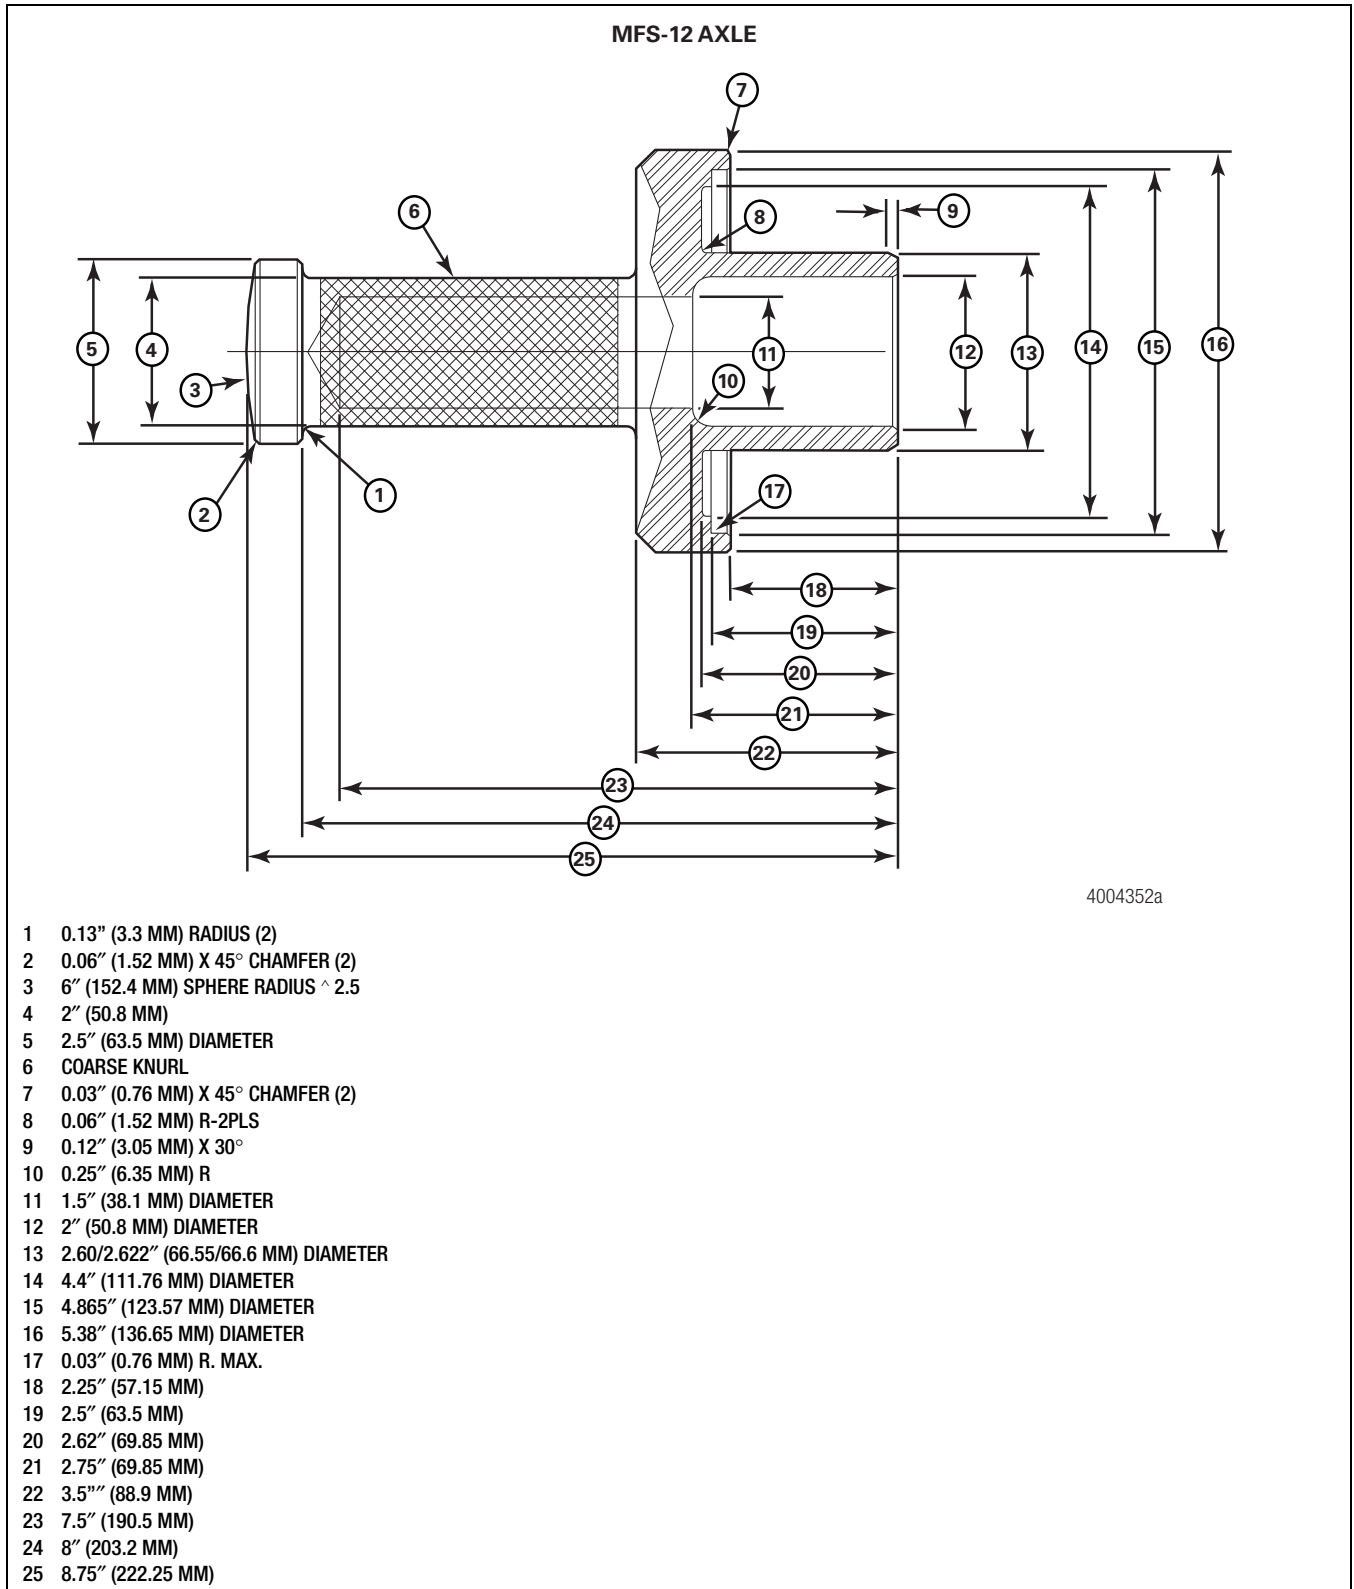 MFS-12 AXLE
7
6
8
9
5
4
3
11
10
12
13
14
15
16
2
1
17
18
19
20
21
22
23
24
25
4004352a
1 0.13” (3.3 MM) RADIUS (2)
2 0.06″ (1.52 MM) X 45° CHAMFER (2)
3 6″ (152.4 MM) SPHERE RADIUS ^ 2.5
4 2″ (50.8 MM)
5 2.5″ (63.5 MM) DIAMETER
6 COARSE KNURL
7 0.03″ (0.76 MM) X 45° CHAMFER (2)
8 0.06″ (1.52 MM) R-2PLS
9 0.12″ (3.05 MM) X 30°
10 0.25″ (6.35 MM) R
11 1.5″ (38.1 MM) DIAMETER
12 2″ (50.8 MM) DIAMETER
13 2.60/2.622″ (66.55/66.6 MM) DIAMETER
14 4.4″ (111.76 MM) DIAMETER
15 4.865″ (123.57 MM) DIAMETER
16 5.38″ (136.65 MM) DIAMETER
17 0.03″ (0.76 MM) R. MAX.
18 2.25″ (57.15 MM)
19 2.5″ (63.5 MM)
20 2.62″ (69.85 MM)
21 2.75″ (69.85 MM)
22 3.5”″ (88.9 MM)
23 7.5″ (190.5 MM)
24 8″ (203.2 MM)
25 8.75″ (222.25 MM)